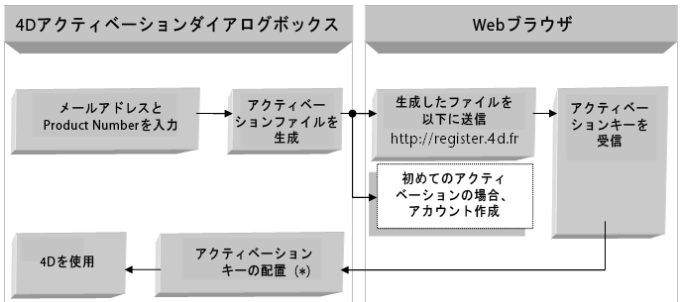 4Dアクティベーションダイアログボックス
Webブラウザ
メールアドレスと
Product Numberを入力
アクティベー
ションファイルを
生成
生成したファイルを
以下に送信
http://register.4d.fr
アクティベー
ションキーを
受信
初めてのアクティ
ベーションの場合、
アカウント作成
4Dを使用
アクティベーション
キーの配置 (*)